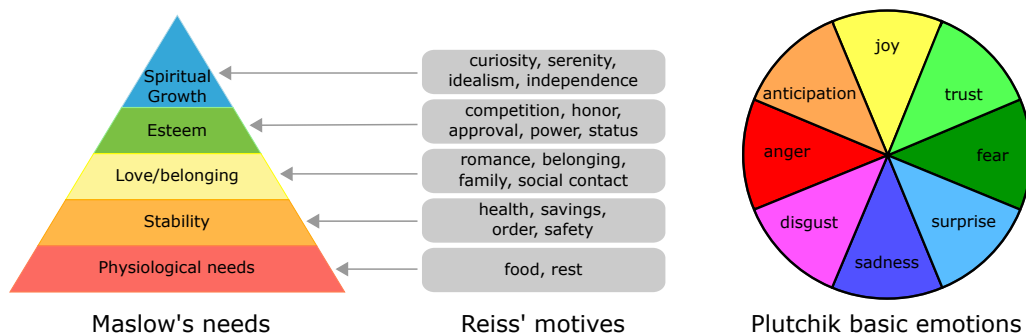 Spiritual
Growth
Esteem
Love/belonging
Stability
Physiological needs
Maslow's needs
curiosity, serenity,
idealism, independence
competition, honor,
approval, power, status
romance, belonging,
family, social contact
health, savings,
order, safety
food, rest
Reiss' motives
joy
trust
fear
surprise
sadness
disgust
anger
anticipation
Plutchik basic emotions